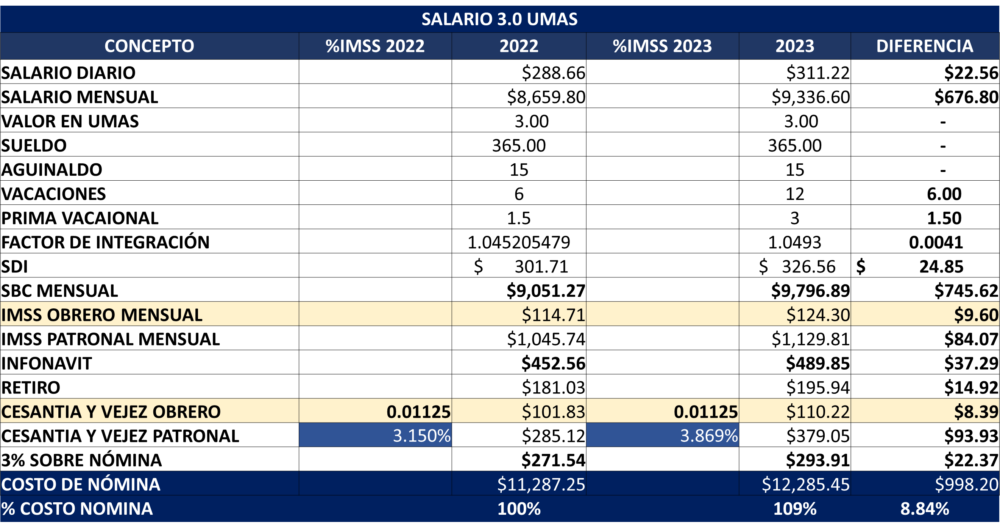 SALARIO 3.0 UMAS
CONCEPTO %IMSS 2022 2022 %IMSS 2023 2023 DIFERENCIA
SALARIO DIARIO $288.66 $311.22 $22.56
SALARIO MENSUAL $8,659.80 $9,336.60 $676.80
VALOR EN UMAS 3.00 3.00 -
SUELDO 365.00 365.00 -
AGUINALDO 15 15 -
VACACIONES 6 12 6.00
PRIMA VACAIONAL 1.5 3 1.50
FACTOR DE INTEGRACIÓN 1.045205479 1.0493 0.0041
SDI $ 301.71 $ 326.56 $ 24.85
SBC MENSUAL $9,051.27 $9,796.89 $745.62
IMSS OBRERO MENSUAL $114.71 $124.30 $9.60
IMSS PATRONAL MENSUAL $1,045.74 $1,129.81 $84.07
INFONAVIT $452.56 $489.85 $37.29
RETIRO $181.03 $195.94 $14.92
CESANTIA Y VEJEZ OBRERO 0.01125 $101.83 0.01125 $110.22 $8.39
CESANTIA Y VEJEZ PATRONAL 3.150% $285.12 3.869% $379.05 $93.93
3% SOBRE NÓMINA $271.54 $293.91 $22.37
COSTO DE NÓMINA $11,287.25 $12,285.45 $998.20
% COSTO NOMINA 100% 109% 8.84%